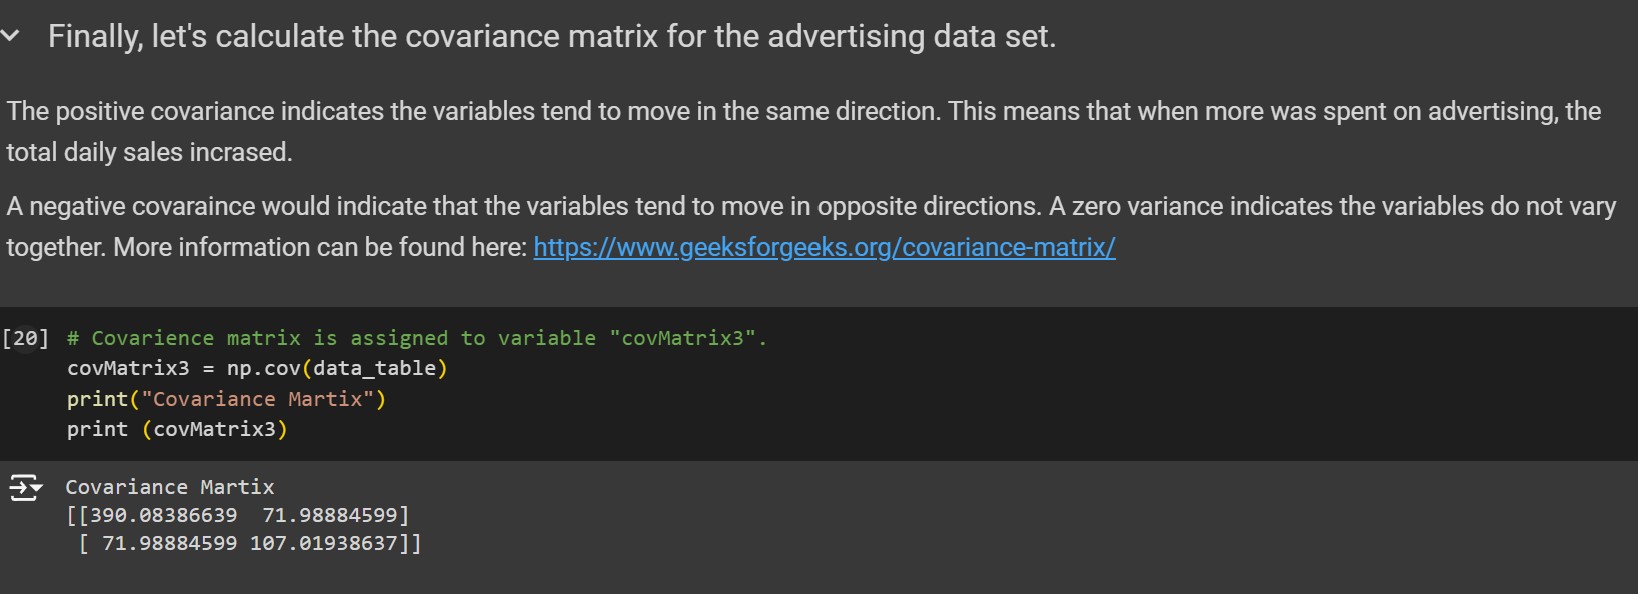 Finally, let's calculate the covariance matrix for the advertising data set.
The positive covariance indicates the variables tend to move in the same direction. This means that when more was spent on advertising, the
total daily sales incrased.
A negative covaraince would indicate that the variables tend to move in opposite directions. A zero variance indicates the variables do not vary
together. More information can be found here: https://www.geeksforgeeks.org/covariance-matrix/
[20] # Covarience matrix is assigned to variable "covMatrix3".
covMatrix3 = np.cov(data_table)
print("Covariance Martix")
print (covMatrix3)
Covariance Martix
[[390.08386639  71.98884599]
 [ 71.98884599 107.01938637]]